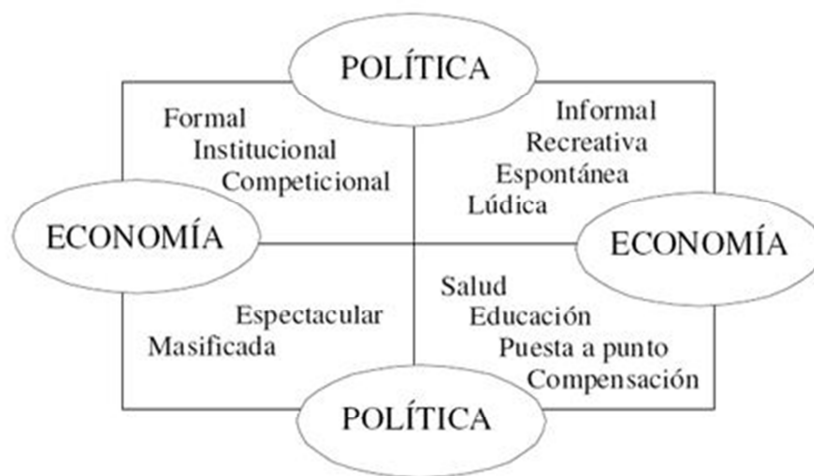 POLÍTICA
Formal
Institucional
Competicional
Informal
Recreativa
Espontánea
Lúdica
ECONOMÍA
ECONOMÍA
Espectacular
Masificada
Salud
Educación
Puesta a punto
Compensación
POLÍTICA